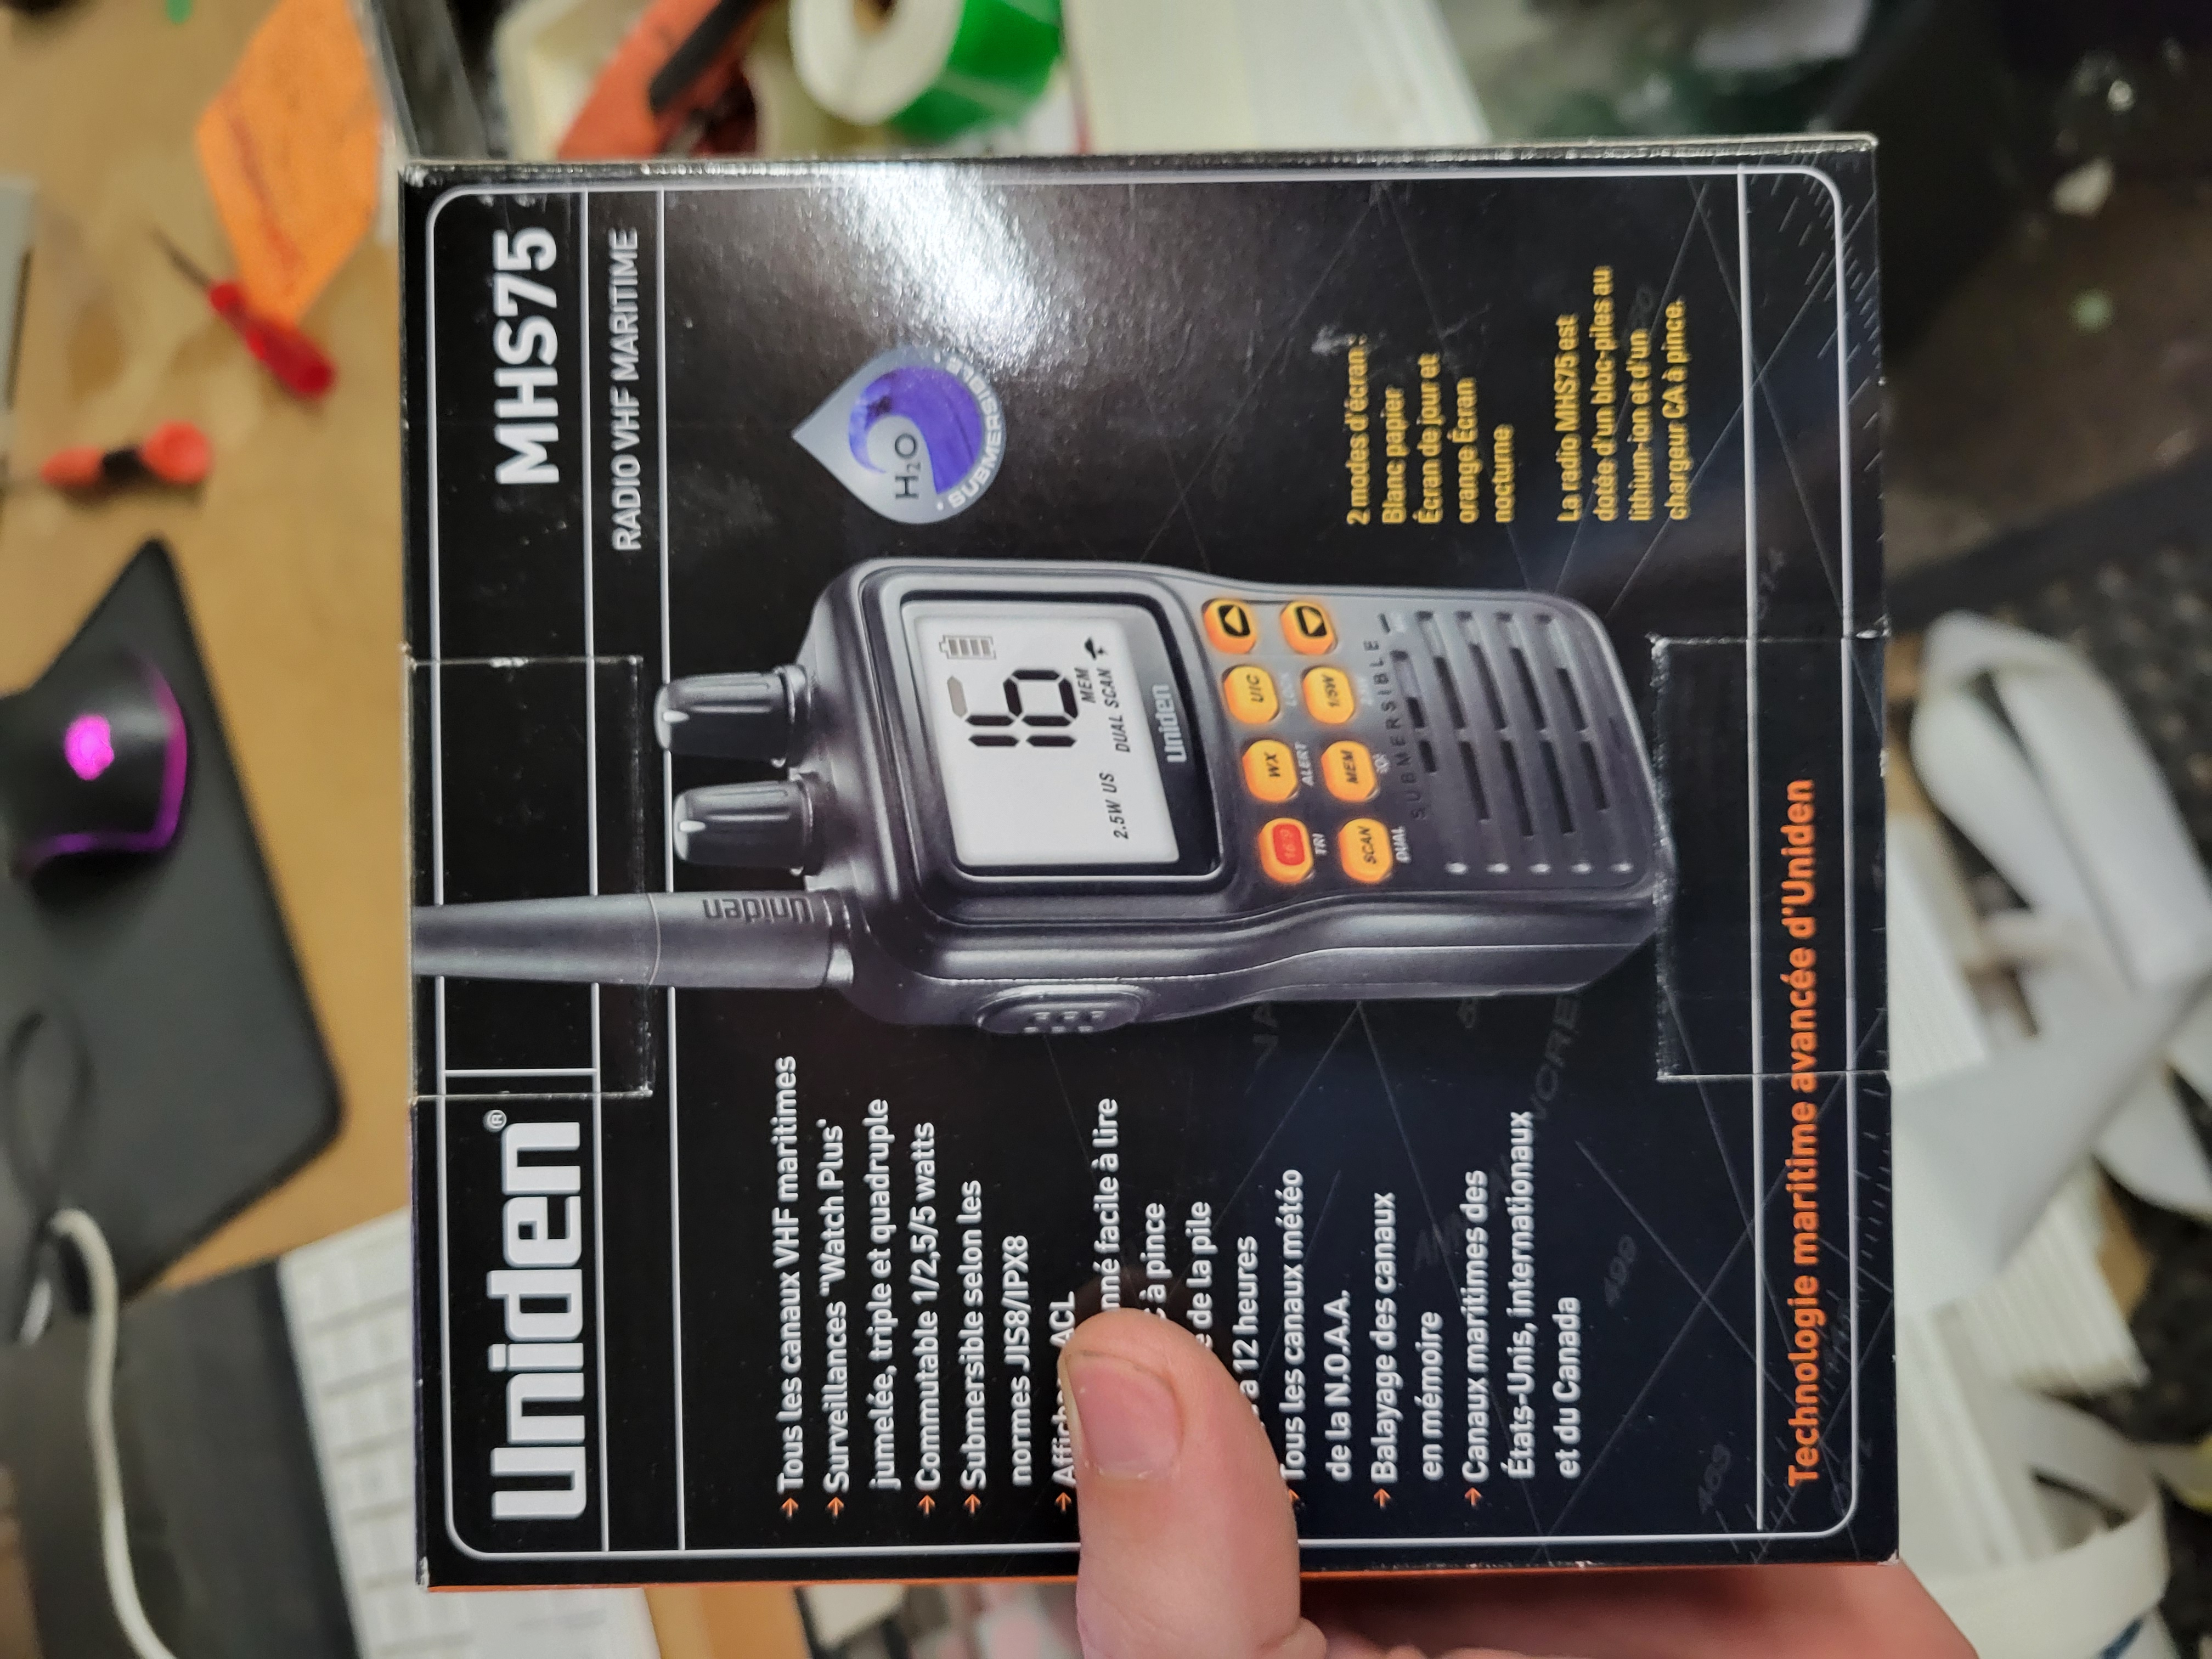 Uniden®
MHS75
RADIO VHF MARITIME
Tous les canaux VHF maritimes
Surveillances "Watch Plus"
jumelée, triple et quadruple
Commutable 1/2,5/5 watts
Submersible selon les
normes JIS8/IPX8
ACL
facile à lire
à pince
de la pile
12 heures
Tous les canaux météo
de la N.O.A.A.
Balayage des canaux
en mémoire
Canaux maritimes des
États-Unis, internationaux
et du Canada
Uniden
16
MEM
2.5W US DUAL SCAN
Uniden
16/9 WX UIC
TRI ALERT
SCAN MEM 1/5W
DUAL
SUBMERSIBLE
H₂O
SUBMERSIBLE
2 modes d'écran:
Blanc papier
Écran de jour et
orange Écran
nocturne
La radio MHS75 est
dotée d'un bloc-piles au
lithium-ion et d'un
chargeur CA à pince.
Technologie maritime avancée d'Uniden